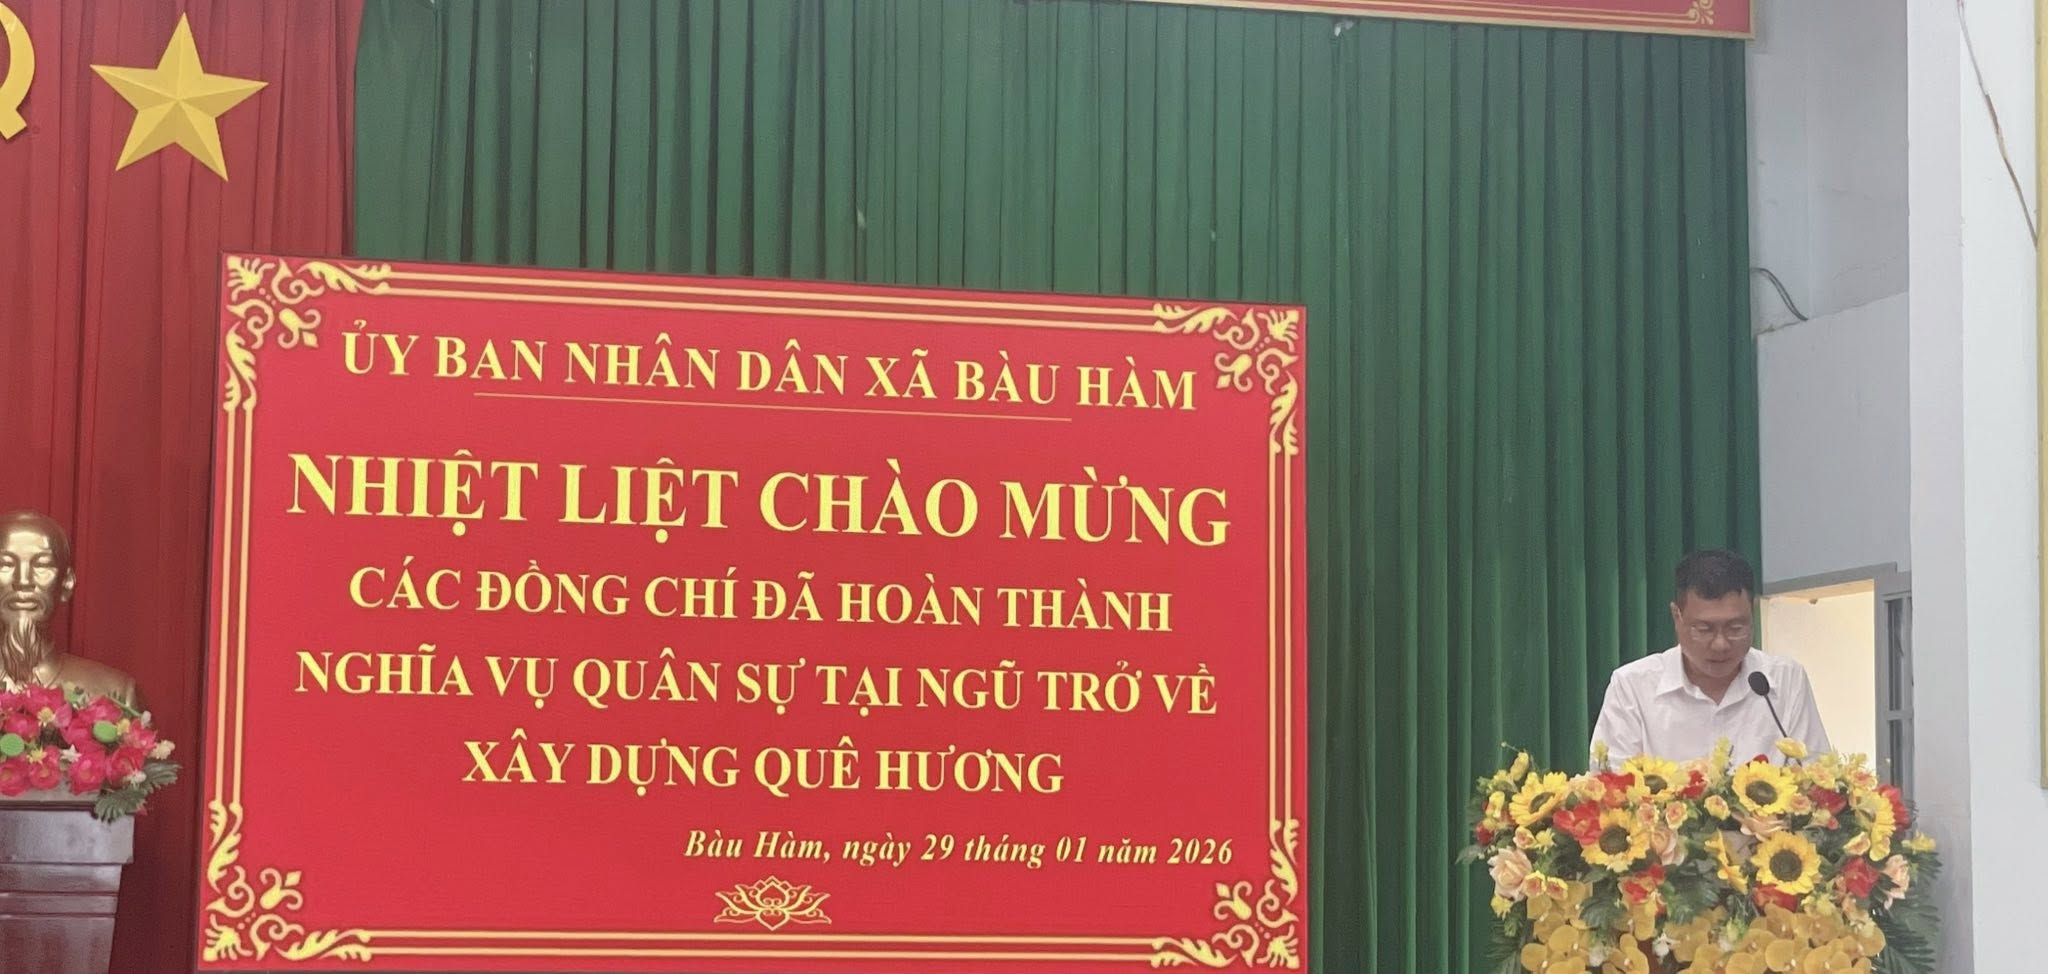 ỦY BAN NHÂN DÂN XÃ BÀU HÀM
NHIỆT LIỆT CHÀO MỪNG
CÁC ĐỒNG CHÍ ĐÃ HOÀN THÀNH
NGHĨA VỤ QUÂN SỰ TẠI NGŨ TRỞ VỀ
XÂY DỰNG QUÊ HƯƠNG
Bàu Hàm, ngày 29 tháng 01 năm 2026